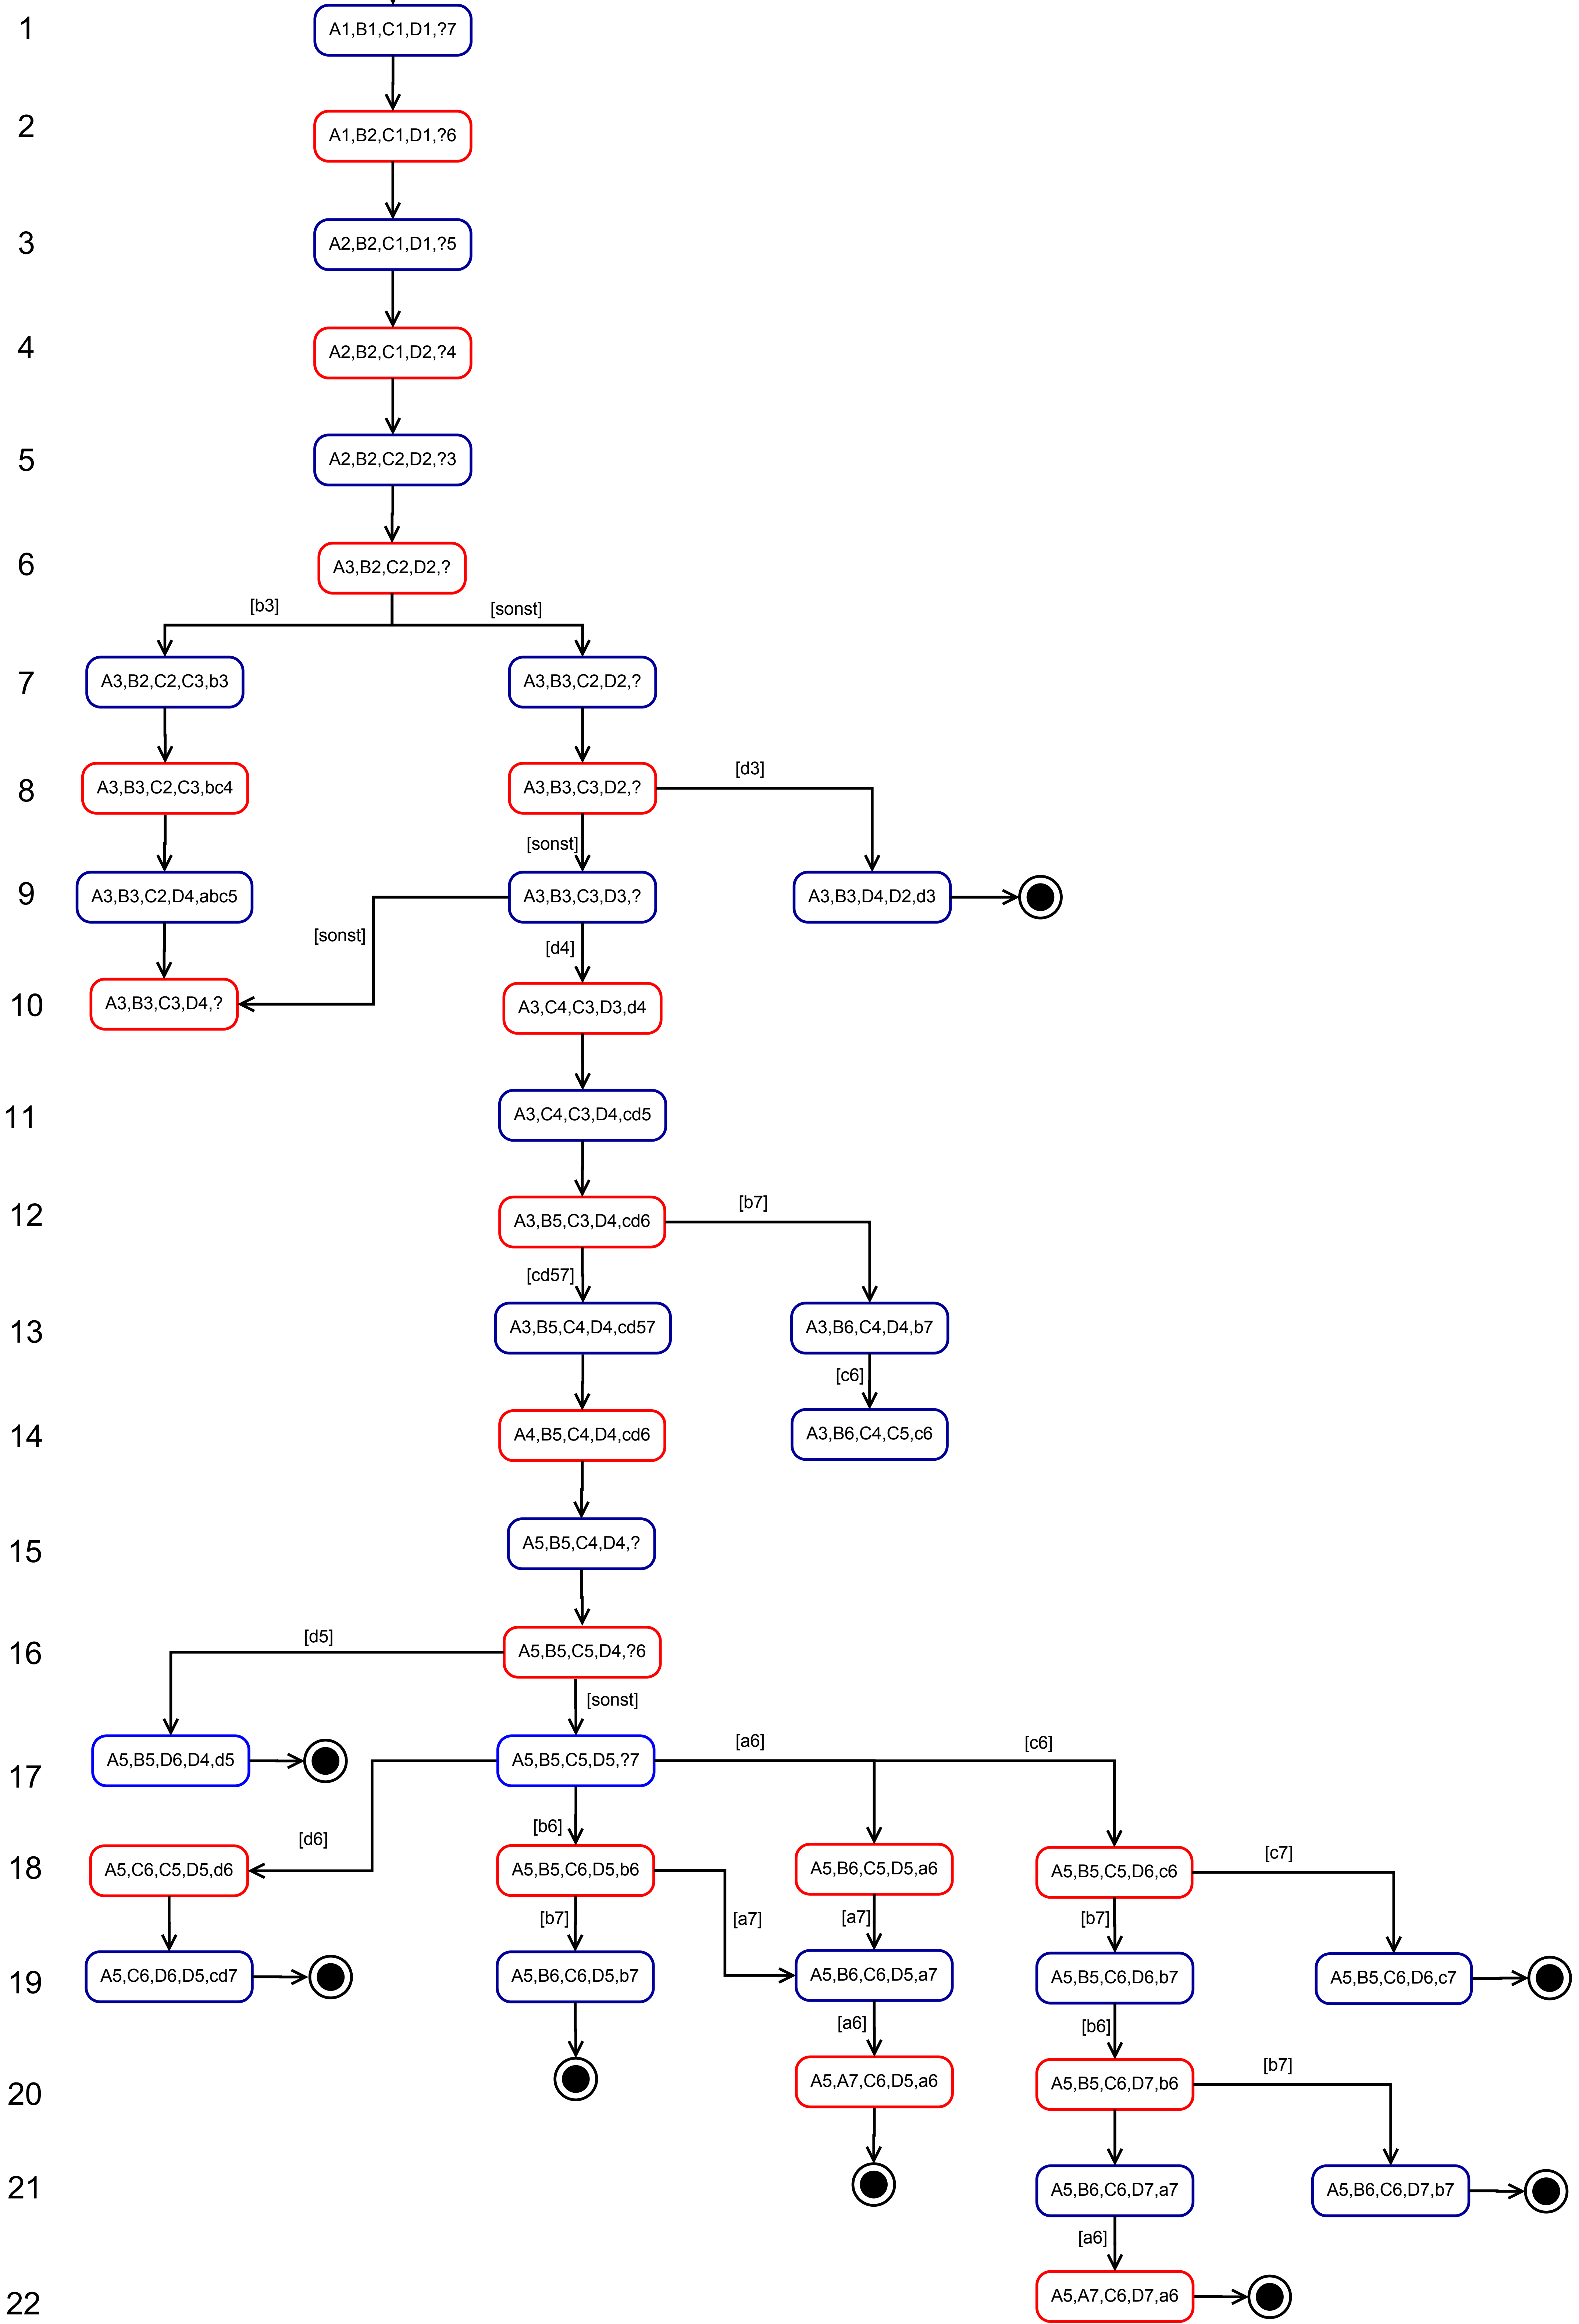 1
A1,B1,C1,D1,?7
2
A1,B2,C1,D1,?6
3
A2,B2,C1,D1,?5
4
A2,B2,C1,D2,?4
5
A2,B2,C2,D2,?3
6
A3,B2,C2,D2,?
[b3]
[sonst]
7
A3,B2,C2,C3,b3
A3,B3,C2,D2,?
8
A3,B3,C2,C3,bc4
A3,B3,C3,D2,?
[d3]
[sonst]
9
A3,B3,C2,D4,abc5
A3,B3,C3,D3,?
A3,B3,D4,D2,d3
[sonst]
[d4]
10
A3,B3,C3,D4,?
A3,C4,C3,D3,d4
11
A3,C4,C3,D4,cd5
12
A3,B5,C3,D4,cd6
[b7]
[cd57]
13
A3,B5,C4,D4,cd57
A3,B6,C4,D4,b7
[c6]
14
A4,B5,C4,D4,cd6
A3,B6,C4,C5,c6
15
A5,B5,C4,D4,?
16
[d5]
A5,B5,C5,D4,?6
[sonst]
17
A5,B5,D6,D4,d5
A5,B5,C5,D5,?7
[a6]
[c6]
[d6]
[b6]
18
A5,C6,C5,D5,d6
A5,B5,C6,D5,b6
A5,B6,C5,D5,a6
A5,B5,C5,D6,c6
[c7]
[b7]
[a7]
[a7]
[b7]
19
A5,C6,D6,D5,cd7
A5,B6,C6,D5,b7
A5,B6,C6,D5,a7
A5,B5,C6,D6,b7
A5,B5,C6,D6,c7
[a6]
[b6]
20
A5,A7,C6,D5,a6
A5,B5,C6,D7,b6
[b7]
21
A5,B6,C6,D7,a7
A5,B6,C6,D7,b7
[a6]
22
A5,A7,C6,D7,a6